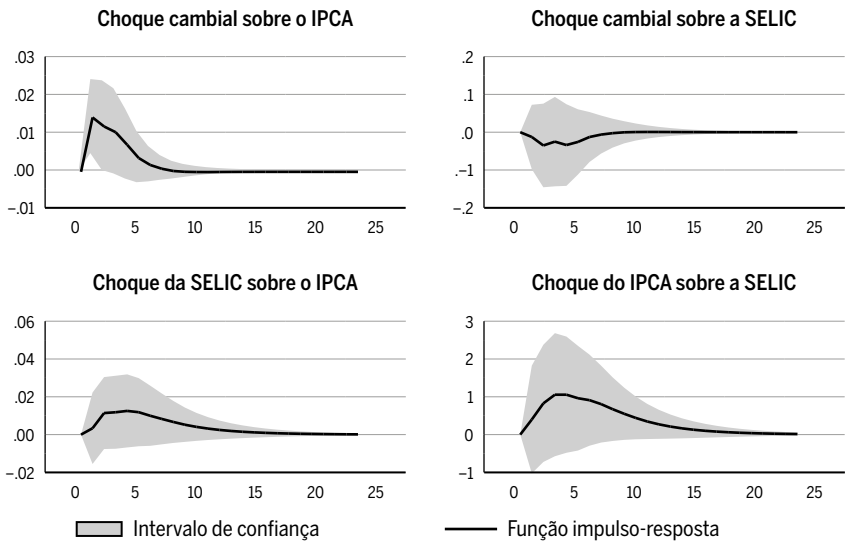 Choque cambial sobre o IPCA
.03
.02
.01
.00
–.01
0 5 10 15 20 25
Choque cambial sobre a SELIC
.2
.1
.0
.–1
–.2
0 5 10 15 20 25
Choque da SELIC sobre o IPCA
.06
.04
.02
.00
–.02
0 5 10 15 20 25
Choque do IPCA sobre a SELIC
3
2
1
0
–1
0 5 10 15 20 25
Intervalo de confiança
Função impulso-resposta